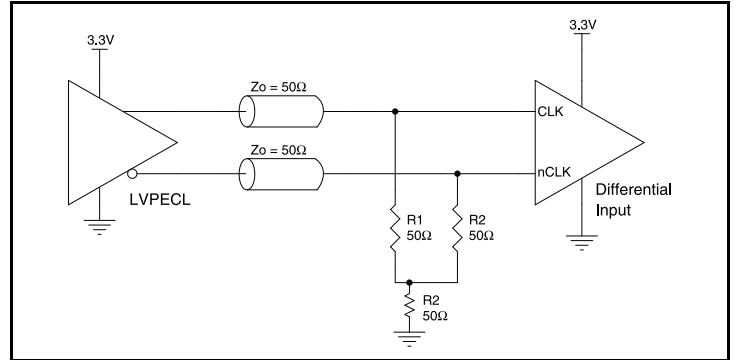 3.3V
3.3V
Zo = 50Ω
CLK
Zo = 50Ω
nCLK
LVPECL
Differential
Input
R1
50Ω
R2
50Ω
R2
50Ω